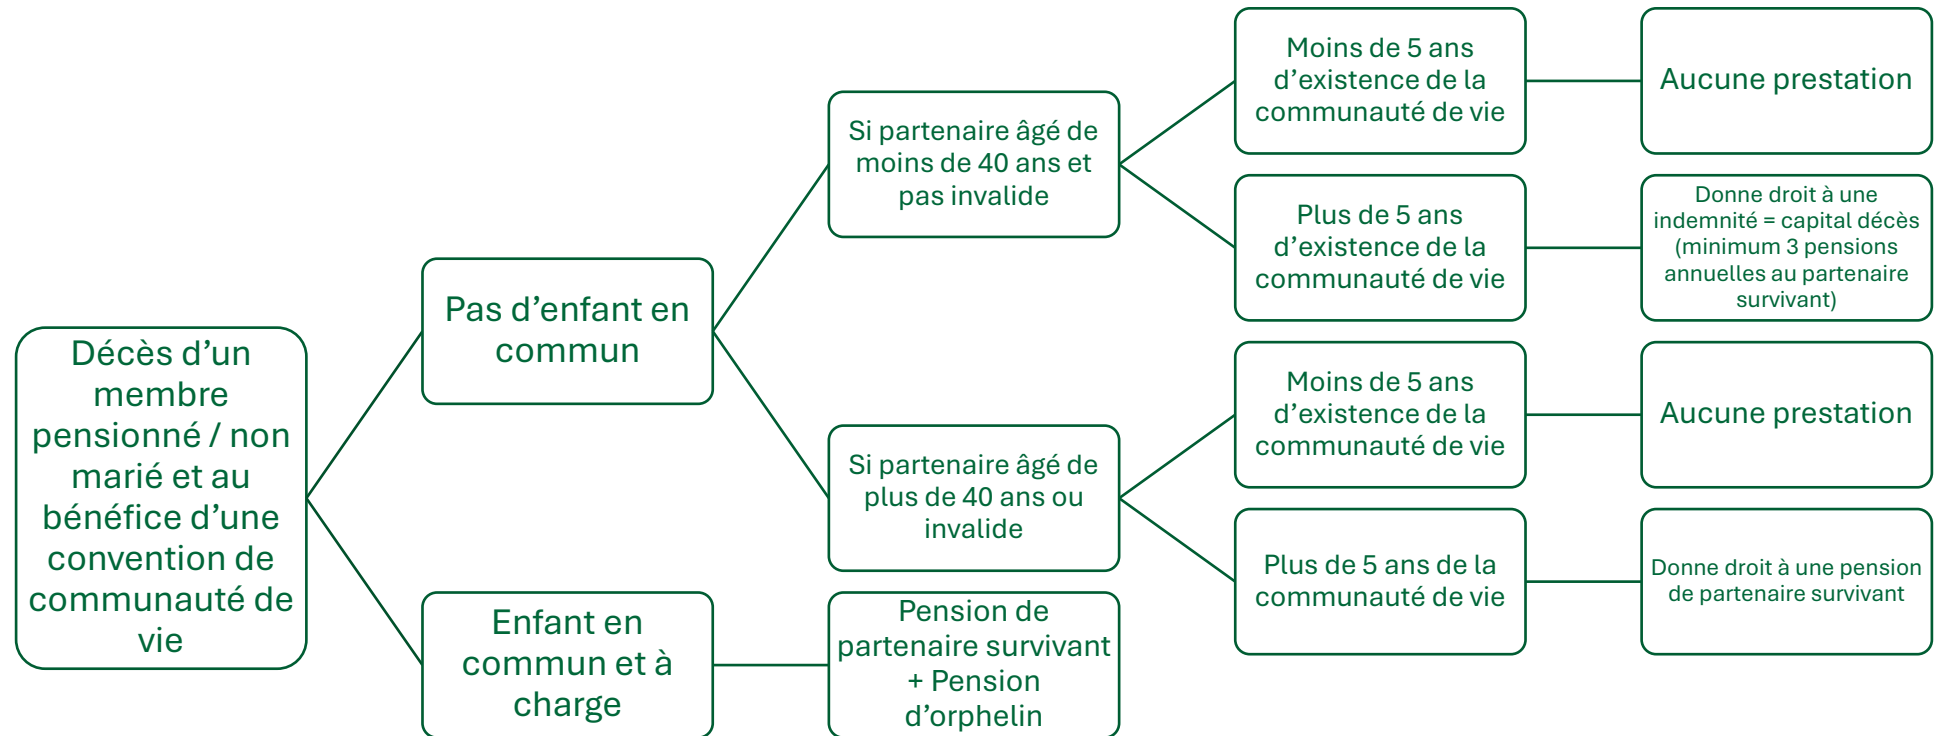 Décès d’un
membre
pensionné / non
marié et au
bénéfice d’une
convention de
communauté de
vie
Pas d’enfant en
commun
Si partenaire âgé de
moins de 40 ans et
pas invalide
Moins de 5 ans
d’existence de la
communauté de vie
Aucune prestation
Plus de 5 ans
d’existence de la
communauté de vie
Donne droit à une
indemnité = capital décès
(minimum 3 pensions
annuelles au partenaire
survivant)
Si partenaire âgé de
plus de 40 ans ou
invalide
Moins de 5 ans
d’existence de la
communauté de vie
Aucune prestation
Plus de 5 ans de la
communauté de vie
Donne droit à une pension
de partenaire survivant
Enfant en
commun et à
charge
Pension de
partenaire survivant
+ Pension
d’orphelin